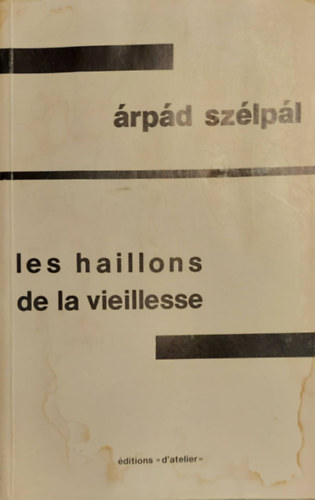 árpád szélpál
les haillons
de la vieillesse
éditions «d'atelier»